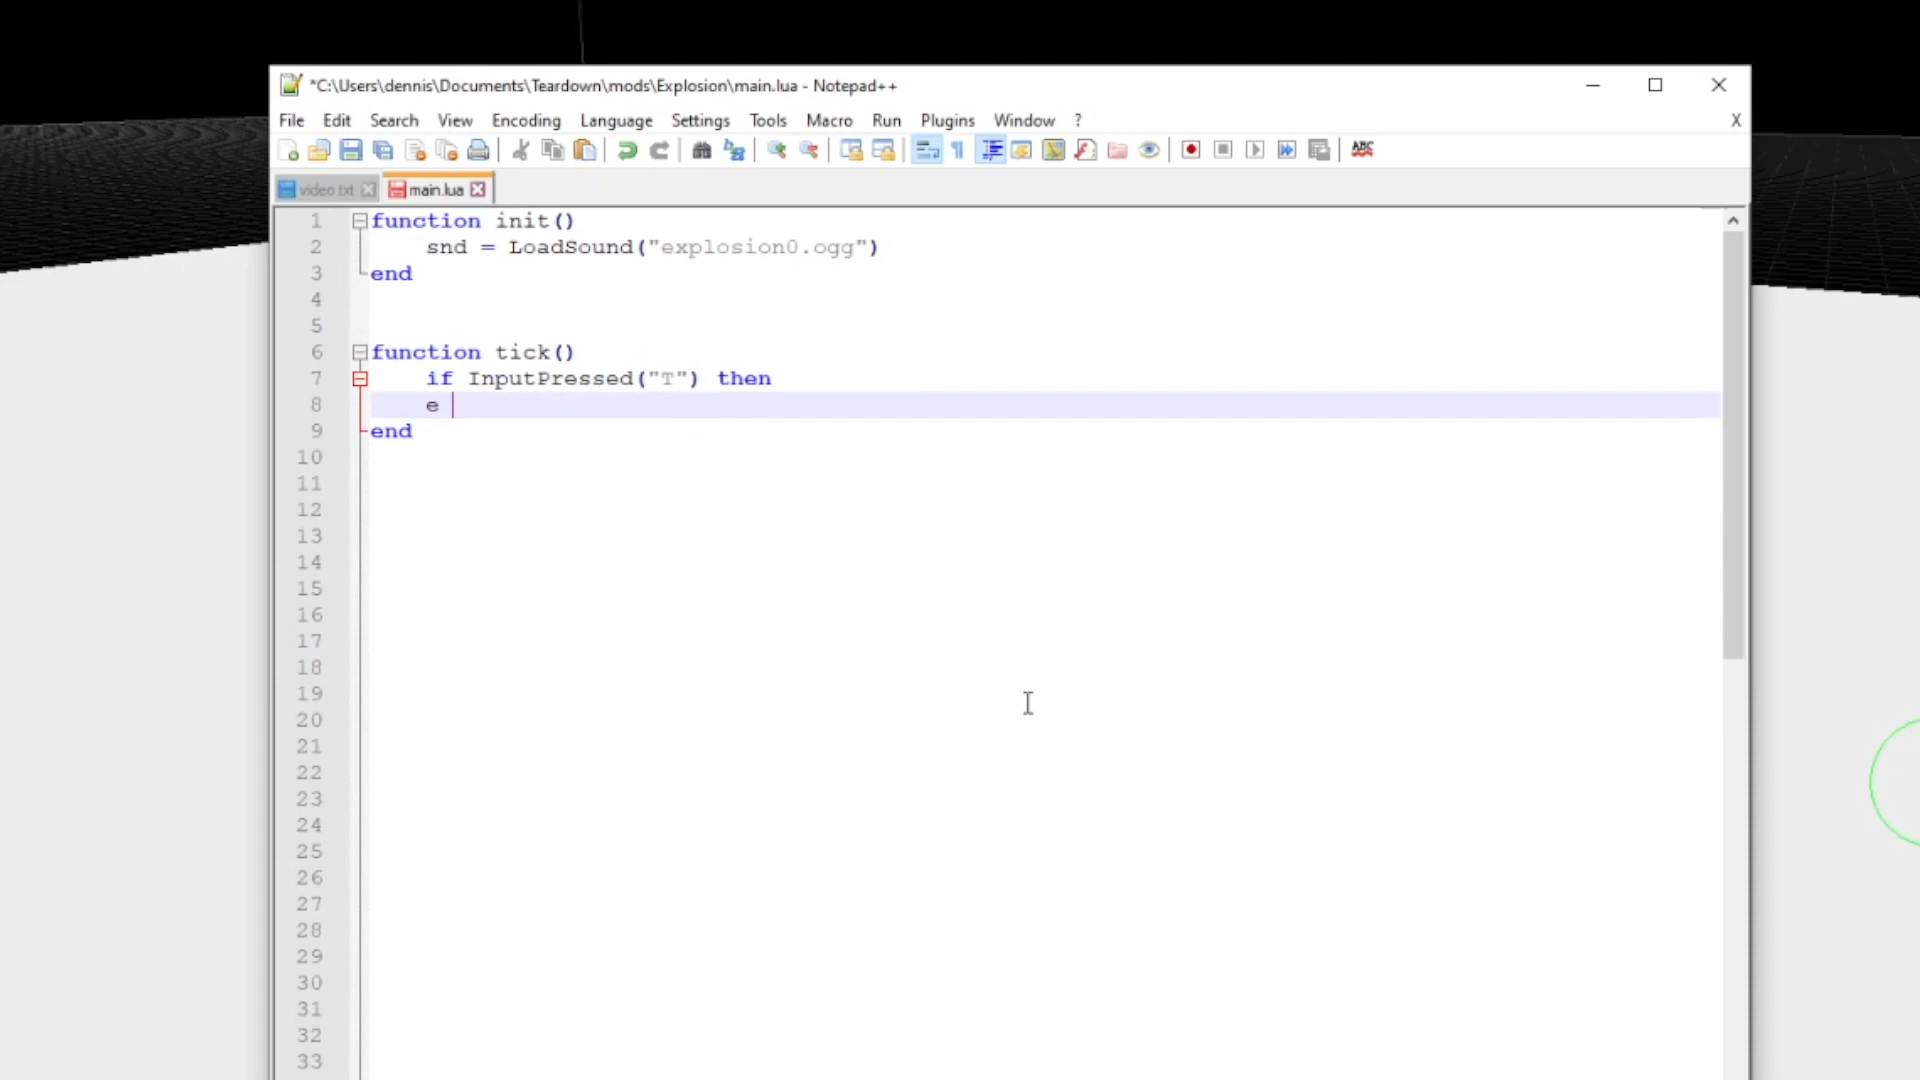 *C:\Users\dennis\Documents\Teardown\mods\Explosion\main.lua - Notepad++
File Edit Search View Encoding Language Settings Tools Macro Run Plugins Window ? X
ABC
video.txt main.lua
1 function init()
2 snd = LoadSound("explosion0.ogg")
3 end
4
5
6 function tick()
7 if InputPressed("T") then
8 e
9 end
10
11
12
13
14
15
16
17
18
19
20
21
22
23
24
25
26
27
28
29
30
31
32
33